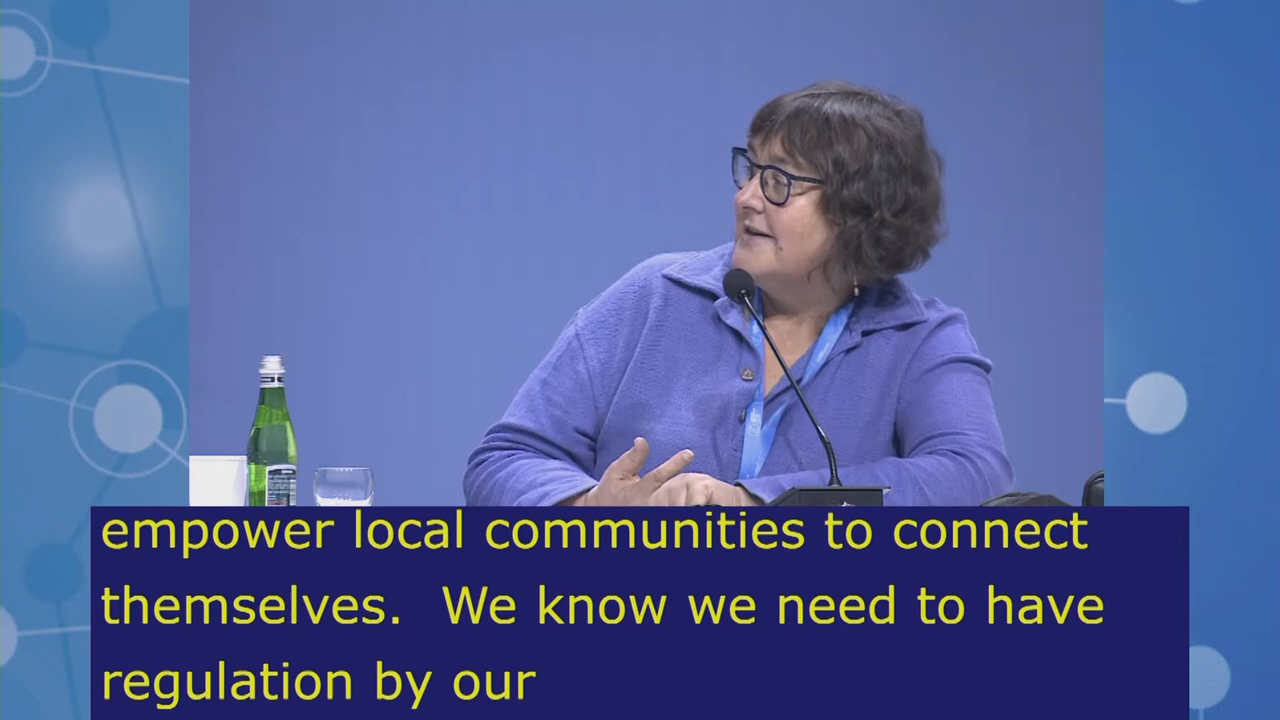 empower local communities to connect
themselves.  We know we need to have
regulation by our